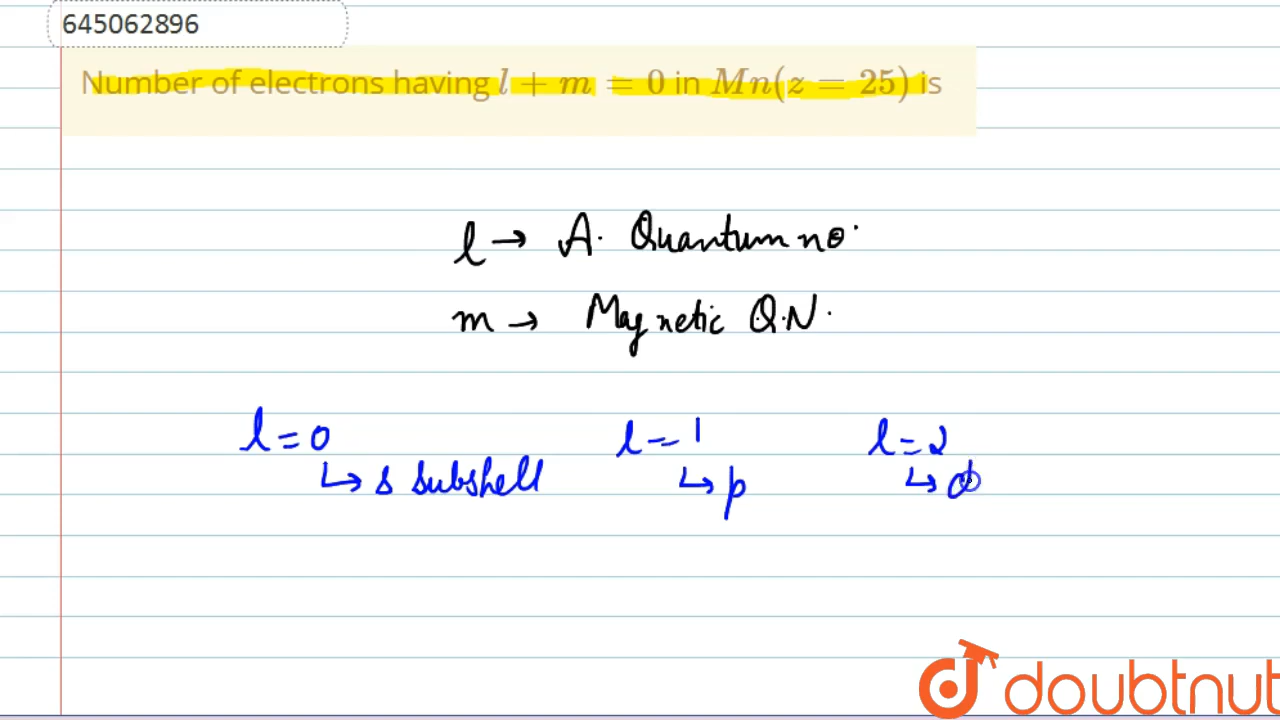 645062896
Number of electrons having l + m = 0 in Mn(z = 25) is
l → A. Quantum no.
m → Magnetic Q.N.
l = 0 l = 1 l = 2
↳ s subshell ↳ p ↳ d
doubtnut